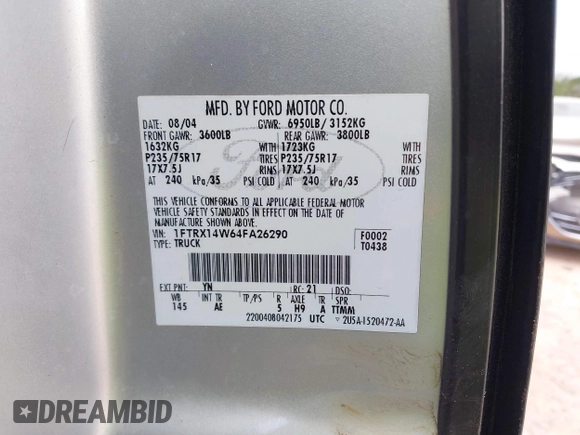 MFD. BY FORD MOTOR CO.
DATE: 08/04 GVWR: 6950LB/ 3152KG
FRONT GAWR: 3600LB REAR GAWR: 3800LB
1632KG WITH 1723KG WITH
P235/75R17 TIRES P235/75R17 TIRES
17X7.5J RIMS 17X7.5J RIMS
AT 240 kPa/35 PSI COLD AT 240 kPa/35 PSI COLD
Ford
THIS VEHICLE CONFORMS TO ALL APPLICABLE FEDERAL MOTOR
VEHICLE SAFETY STANDARDS IN EFFECT ON THE DATE OF
MANUFACTURE SHOWN ABOVE.
VIN: 1FTRX14W64FA26290 F0002
TYPE: TRUCK T0438
EXT PNT: YN RC: 21 DSO:
WB INT TR TP/PS R AXLE TR SPR
145 AE 5 H9 A TTMM
2200408042175 UTC 2U5A-1520472-AA
DREAMBID